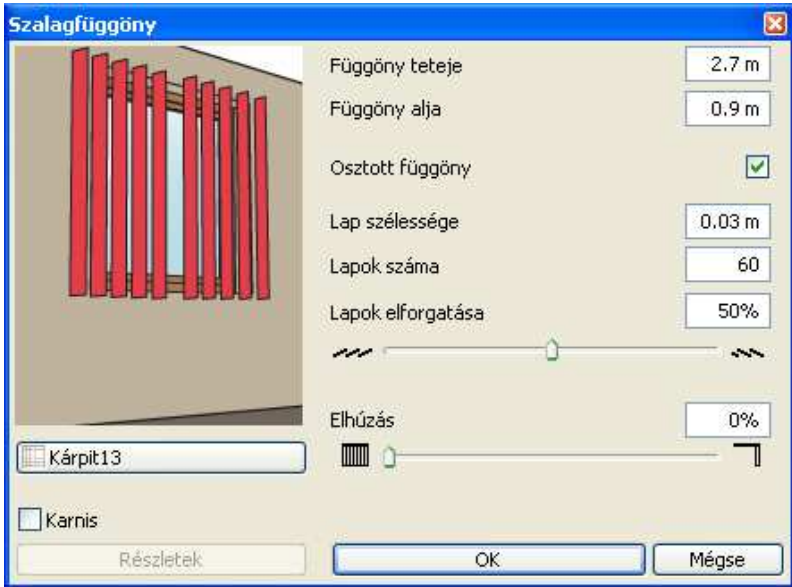 Szalagfüggöny
Függöny teteje 2.7 m
Függöny alja 0.9 m
Osztott függöny
Lap szélessége 0.03 m
Lapok száma 60
Lapok elforgatása 50%
Elhúzás 0%
Kárpit13
Karnis
Részletek OK Mégse